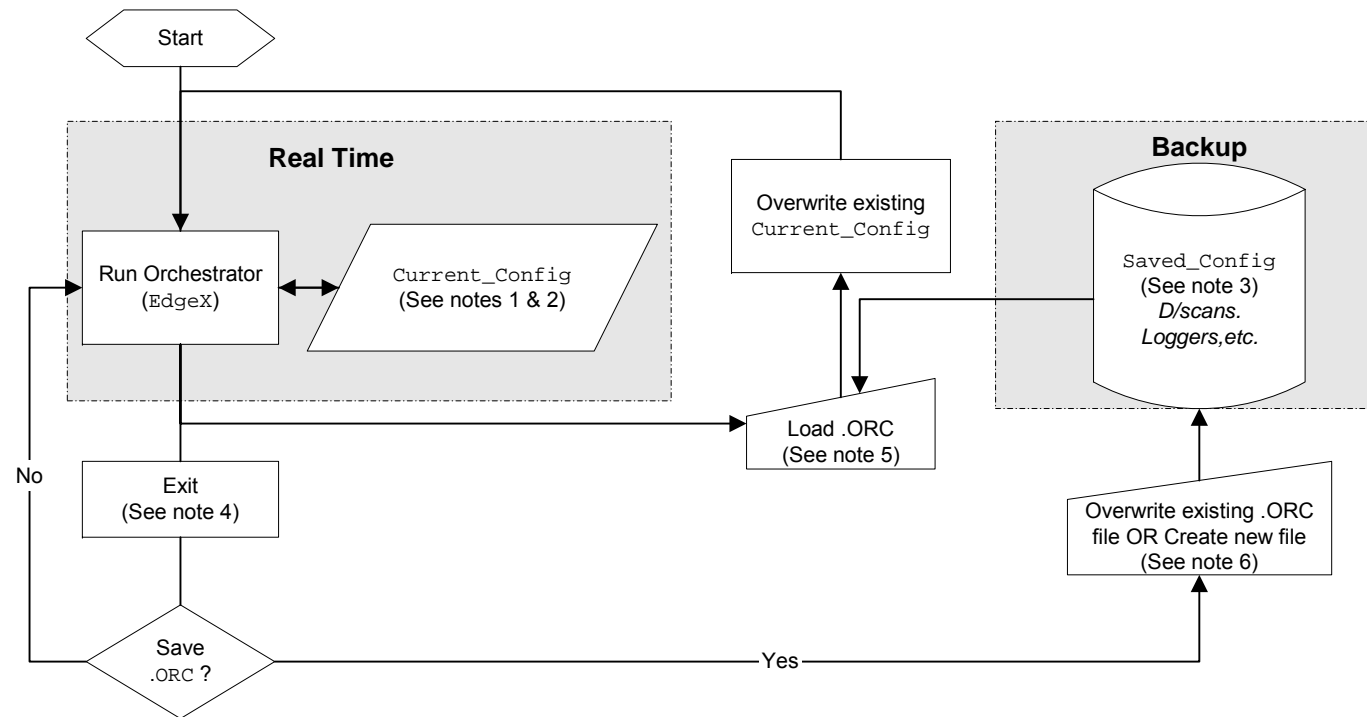 Start
Real Time
Backup
Overwrite existing
Current_Config
Run Orchestrator
(EdgeX)
Current_Config
(See notes 1 & 2)
Saved_Config
(See note 3)
D/scans.
Loggers,etc.
Load .ORC
(See note 5)
No
Exit
(See note 4)
Overwrite existing .ORC
file OR Create new file
(See note 6)
Save
.ORC ?
Yes